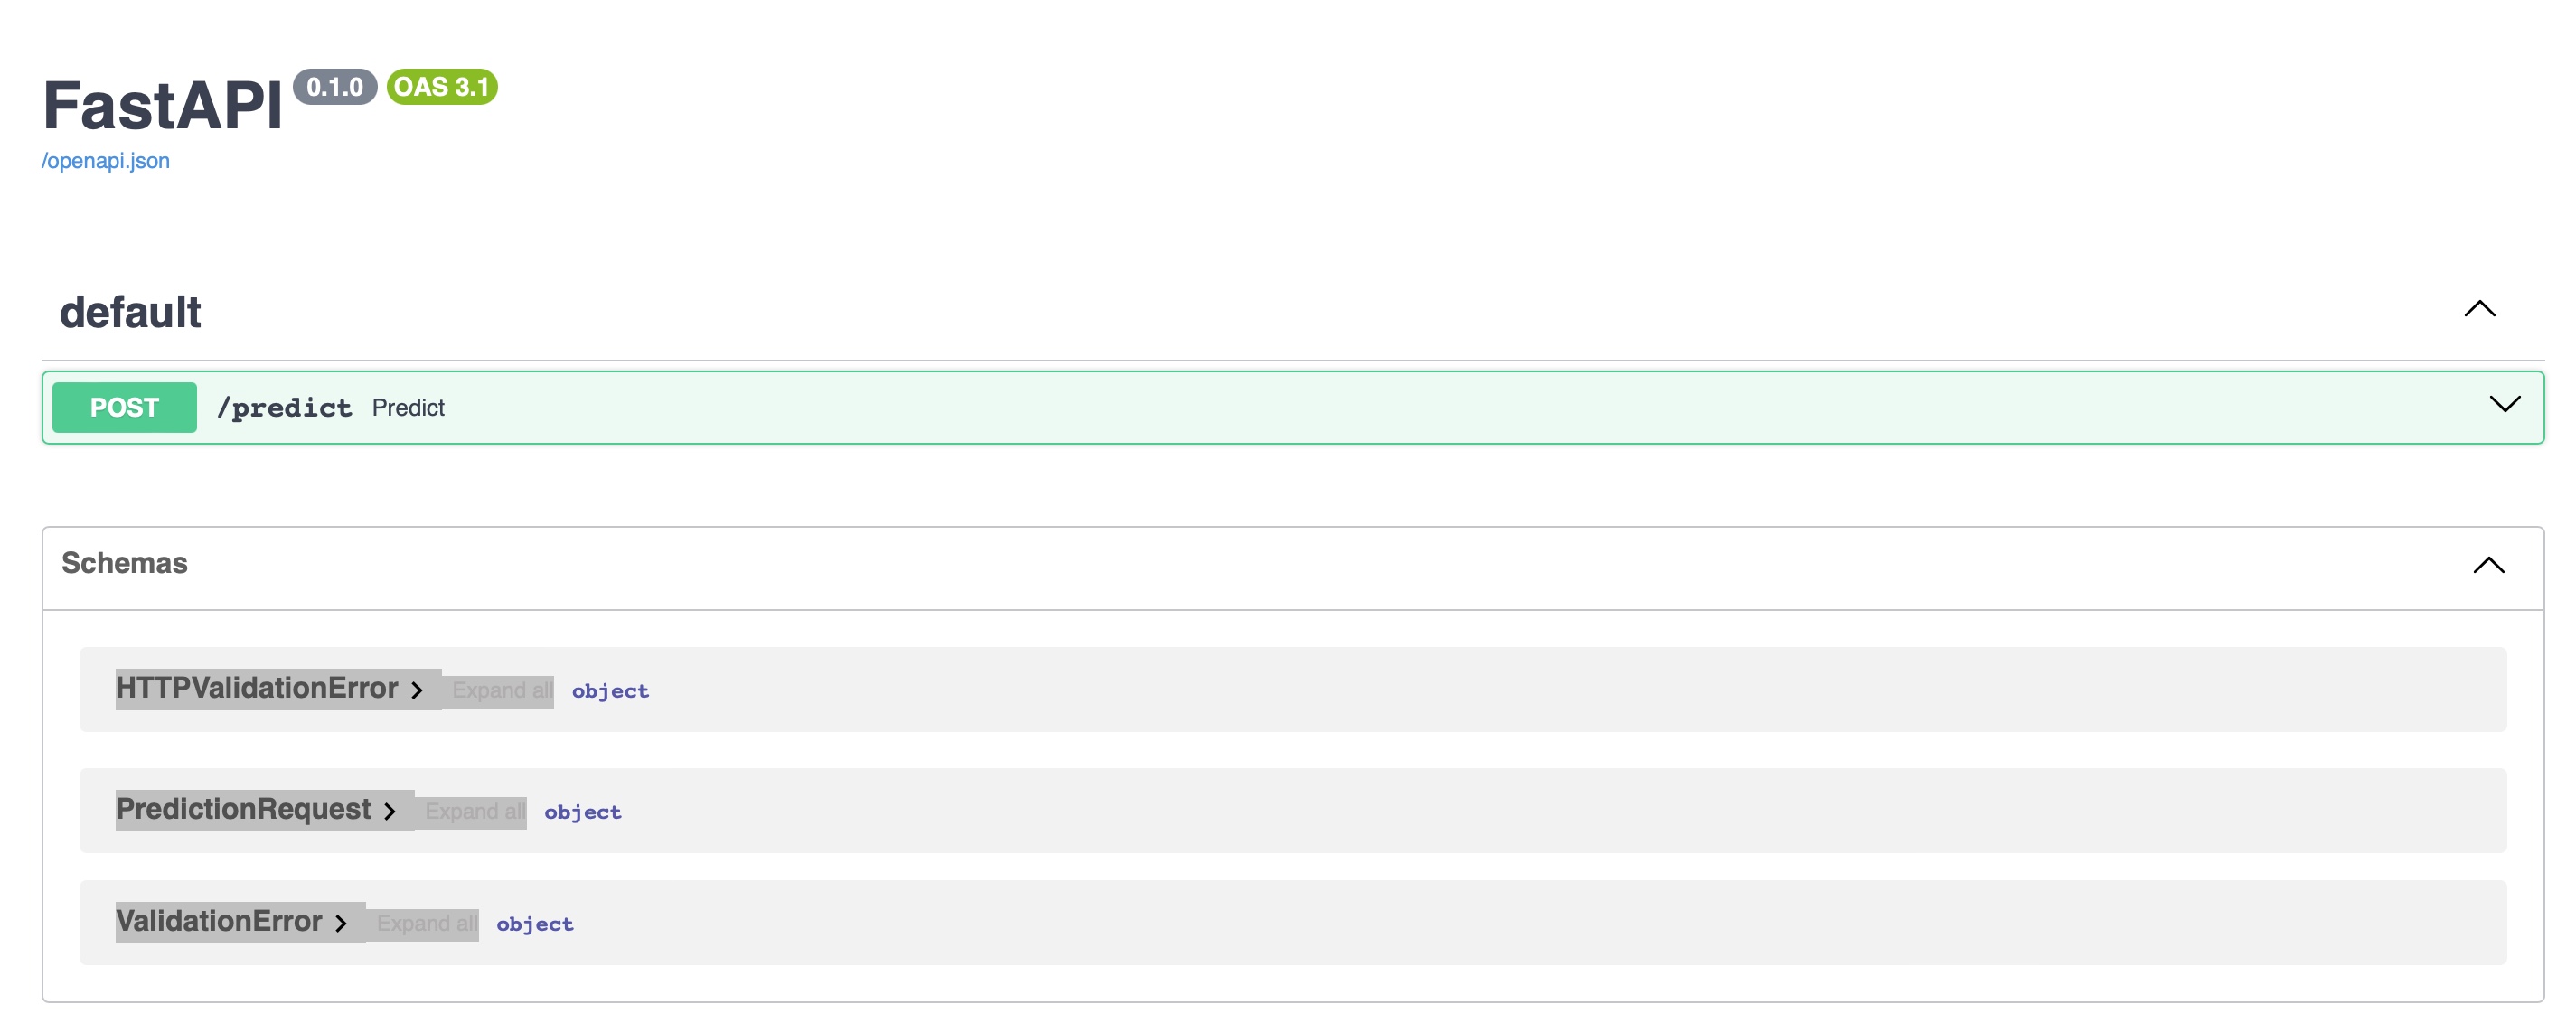 FastAPI 0.1.0 OAS 3.1
/openapi.json
default
POST /predict Predict
Schemas
HTTPValidationError Expand all object
PredictionRequest Expand all object
ValidationError Expand all object